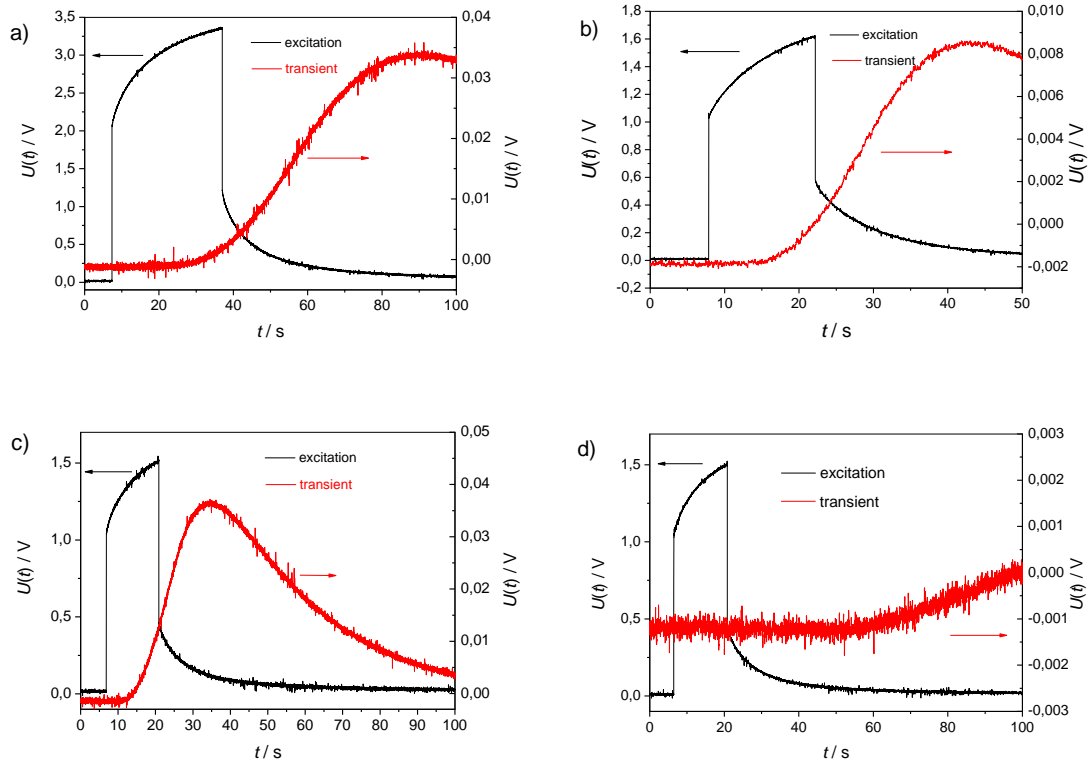 a)
3,5
3,0
2,5
2,0
1,5
1,0
0,5
0,0
U(t) / V
excitation
transient
0,04
0,03
0,02
0,01
0,00
U(t) / V
0 20 40 60 80 100
t / s
b)
1,8
1,6
1,4
1,2
1,0
0,8
0,6
0,4
0,2
0,0
-0,2
U(t) / V
excitation
transient
0,010
0,008
0,006
0,004
0,002
0,000
-0,002
U(t) / V
0 10 20 30 40 50
t / s
c)
1,5
1,0
0,5
0,0
U(t) / V
excitation
transient
0,05
0,04
0,03
0,02
0,01
0,00
U(t) / V
0 10 20 30 40 50 60 70 80 90 100
t / s
d)
1,5
1,0
0,5
0,0
U(t) / V
excitation
transient
0,003
0,002
0,001
0,000
-0,001
-0,002
-0,003
U(t) / V
0 20 40 60 80 100
t / s